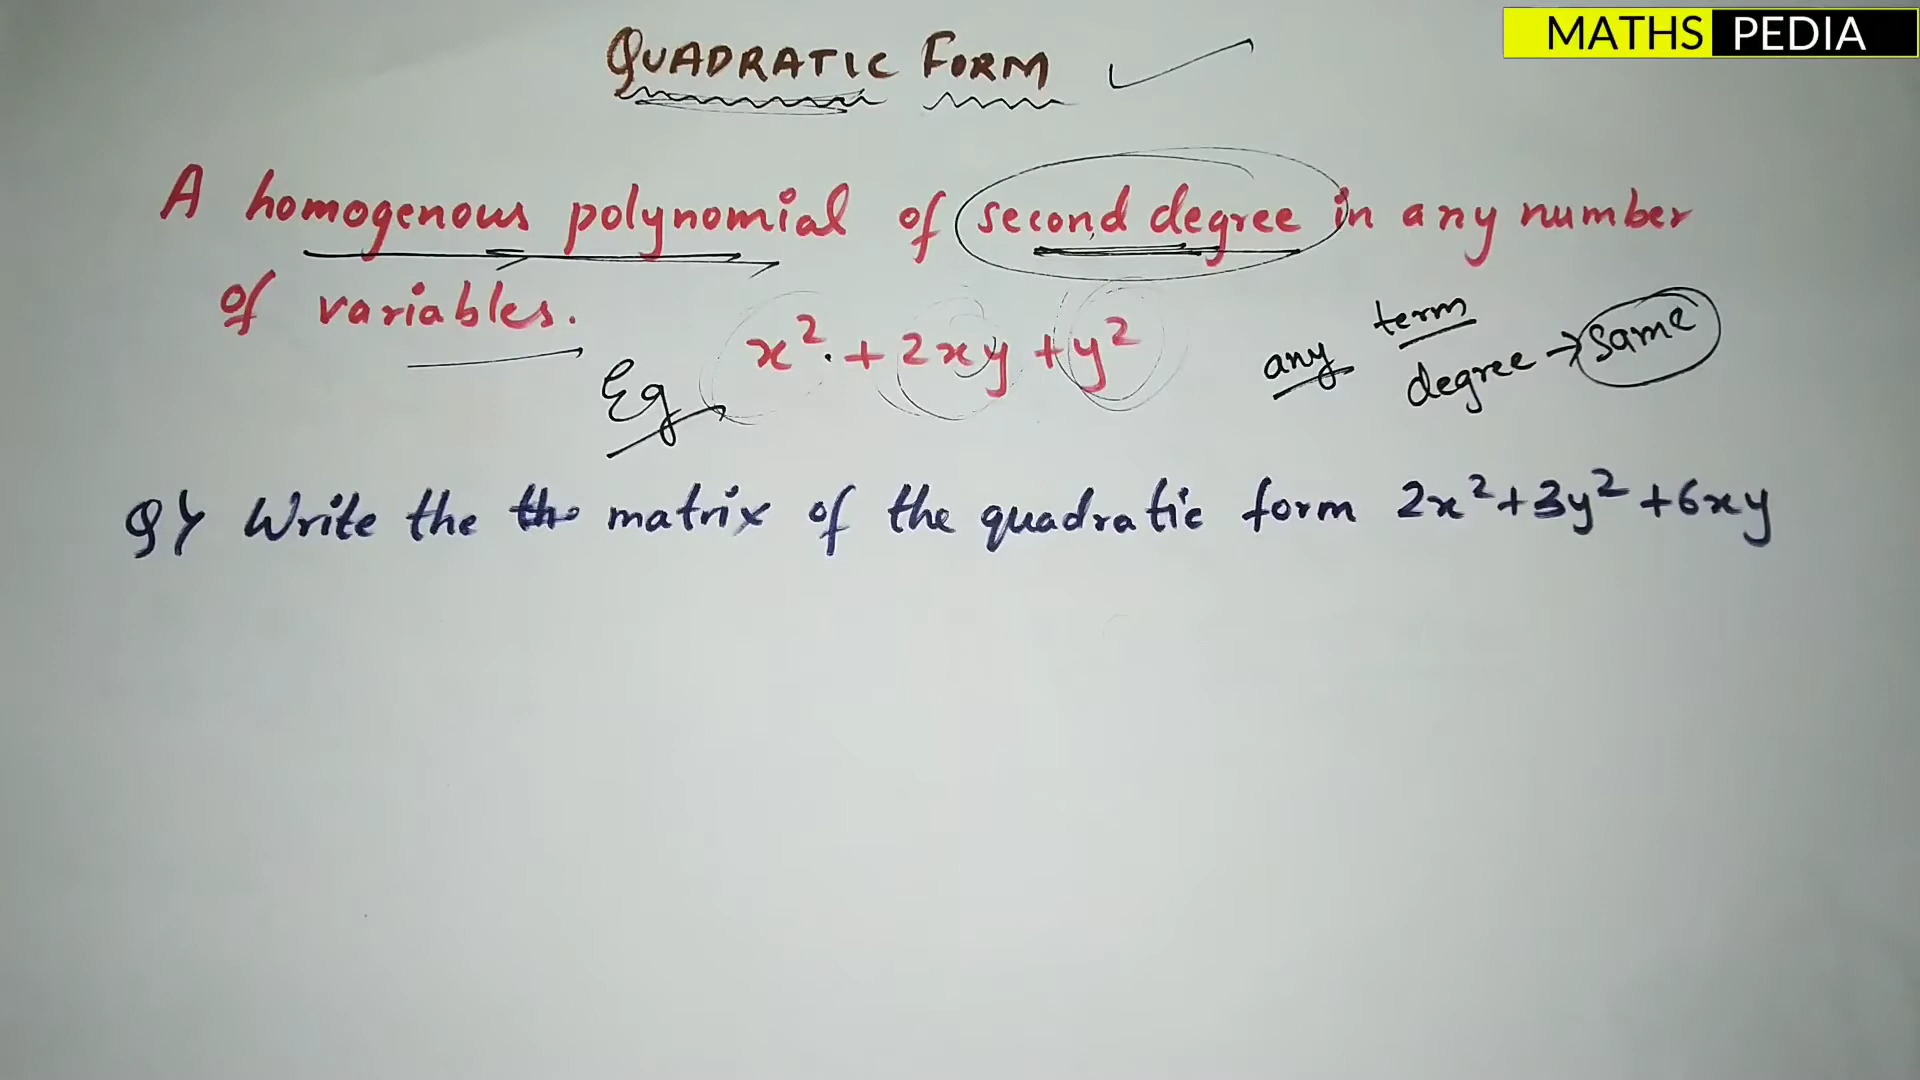 MATHS PEDIA
QUADRATIC FORM
A homogenous polynomial of second degree in any number
of variables.
Eg x² + 2xy + y²
any term
degree → same
Q> Write the the matrix of the quadratic form 2x² + 3y² + 6xy